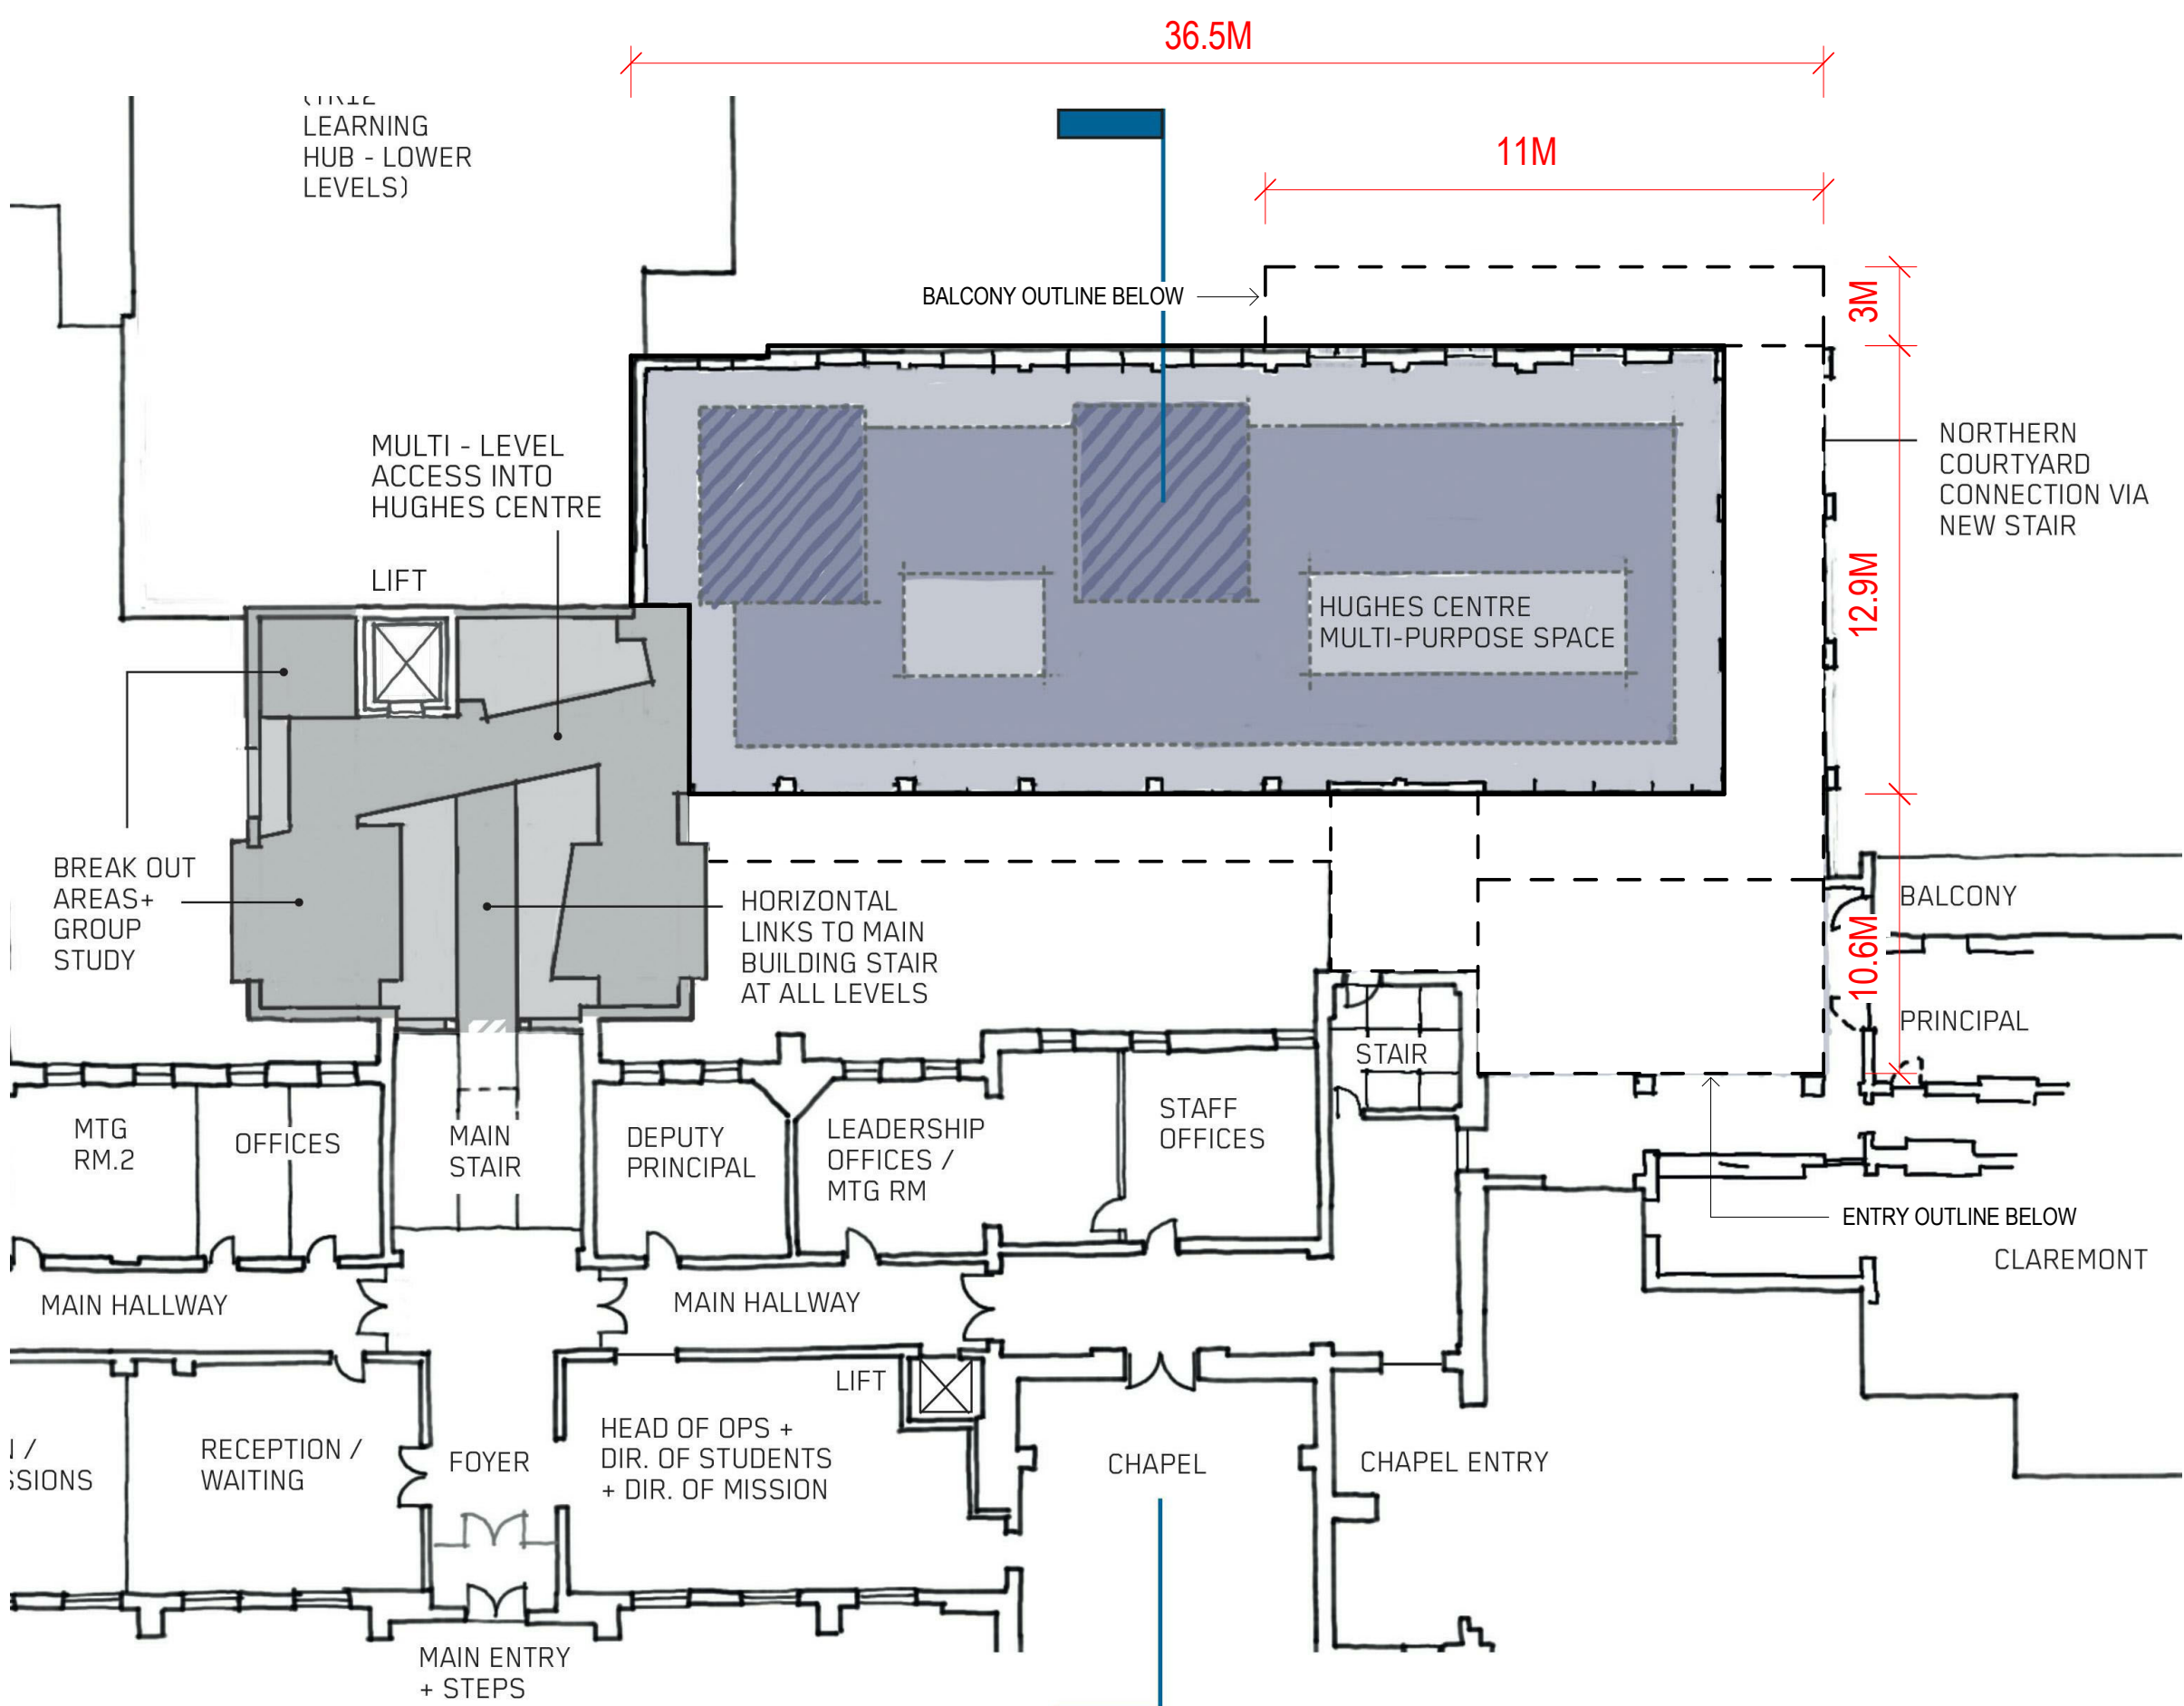 36.5M
11M
LEARNING
HUB - LOWER
LEVELS)
BALCONY OUTLINE BELOW
3M
MULTI - LEVEL
ACCESS INTO
HUGHES CENTRE
NORTHERN
COURTYARD
CONNECTION VIA
NEW STAIR
LIFT
12.9M
HUGHES CENTRE
MULTI-PURPOSE SPACE
BREAK OUT
AREAS+
GROUP
STUDY
HORIZONTAL
LINKS TO MAIN
BUILDING STAIR
AT ALL LEVELS
BALCONY
10.6M
PRINCIPAL
STAIR
MTG
RM.2
OFFICES
MAIN
STAIR
DEPUTY
PRINCIPAL
LEADERSHIP
OFFICES /
MTG RM
STAFF
OFFICES
ENTRY OUTLINE BELOW
CLAREMONT
MAIN HALLWAY
MAIN HALLWAY
LIFT
/
SSIONS
RECEPTION /
WAITING
FOYER
HEAD OF OPS +
DIR. OF STUDENTS
+ DIR. OF MISSION
CHAPEL
CHAPEL ENTRY
MAIN ENTRY
+ STEPS